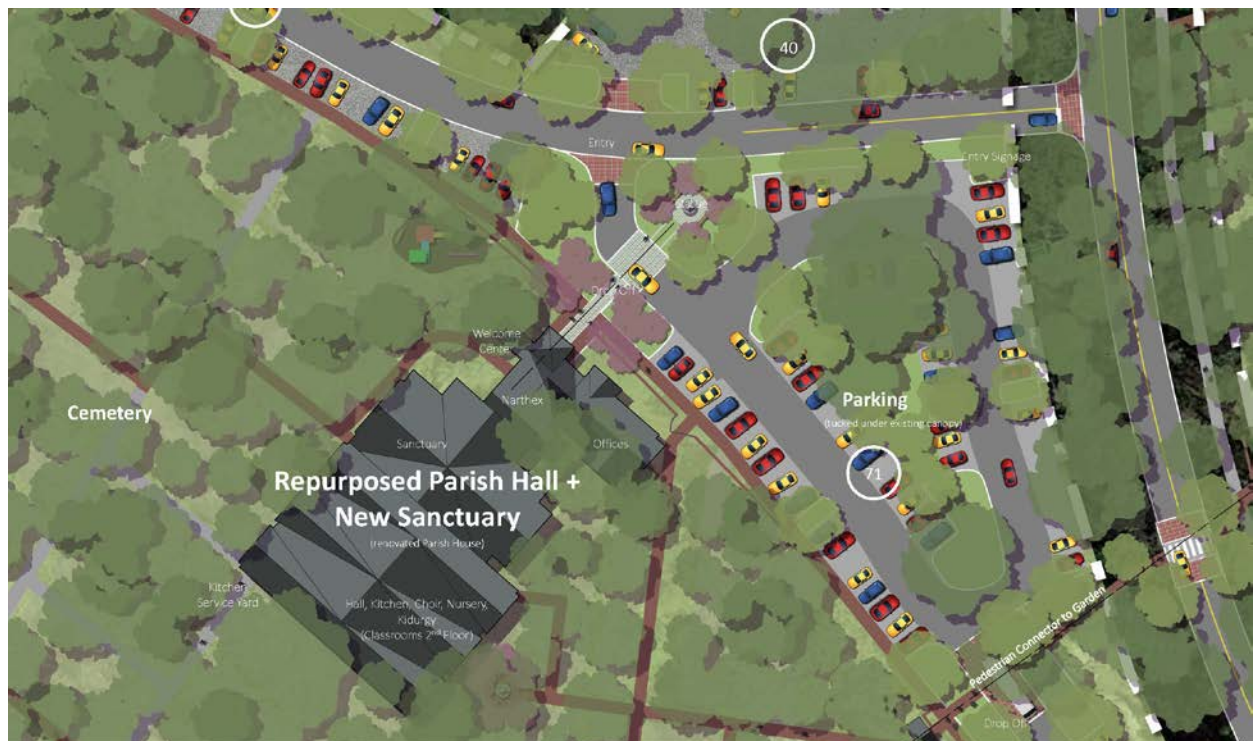 40
Entry
Entry Signage
Drop Off
Welcome
Center
Narthex
Cemetery
Sanctuary
Offices
Parking
(tucked under existing canopy)
71
Repurposed Parish Hall +
New Sanctuary
(renovated Parish House)
Kitchen
Service Yard
Hall, Kitchen, Choir, Nursery,
Kidurgy
(Classrooms 2nd Floor)
Pedestrian Connector to Garden
Drop Off